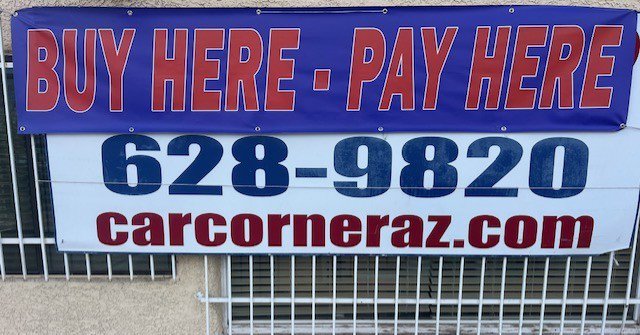 BUY HERE - PAY HERE
628-9820
carcorneraz.com